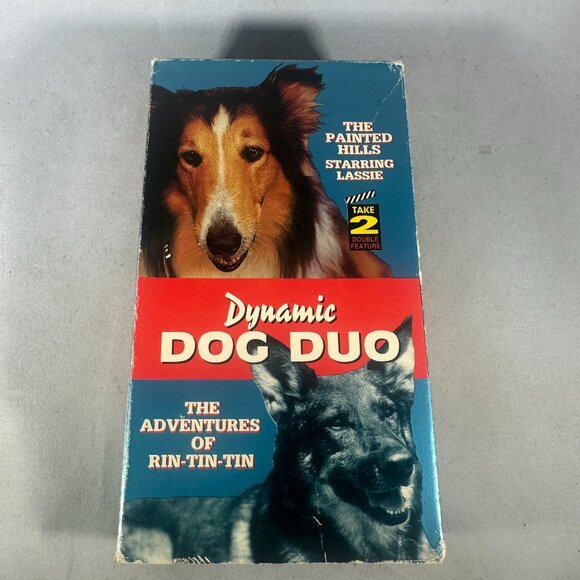 THE
PAINTED
HILLS
STARRING
LASSIE
TAKE
2
DOUBLE
FEATURE
Dynamic
DOG DUO
THE
ADVENTURES
OF
RIN-TIN-TIN